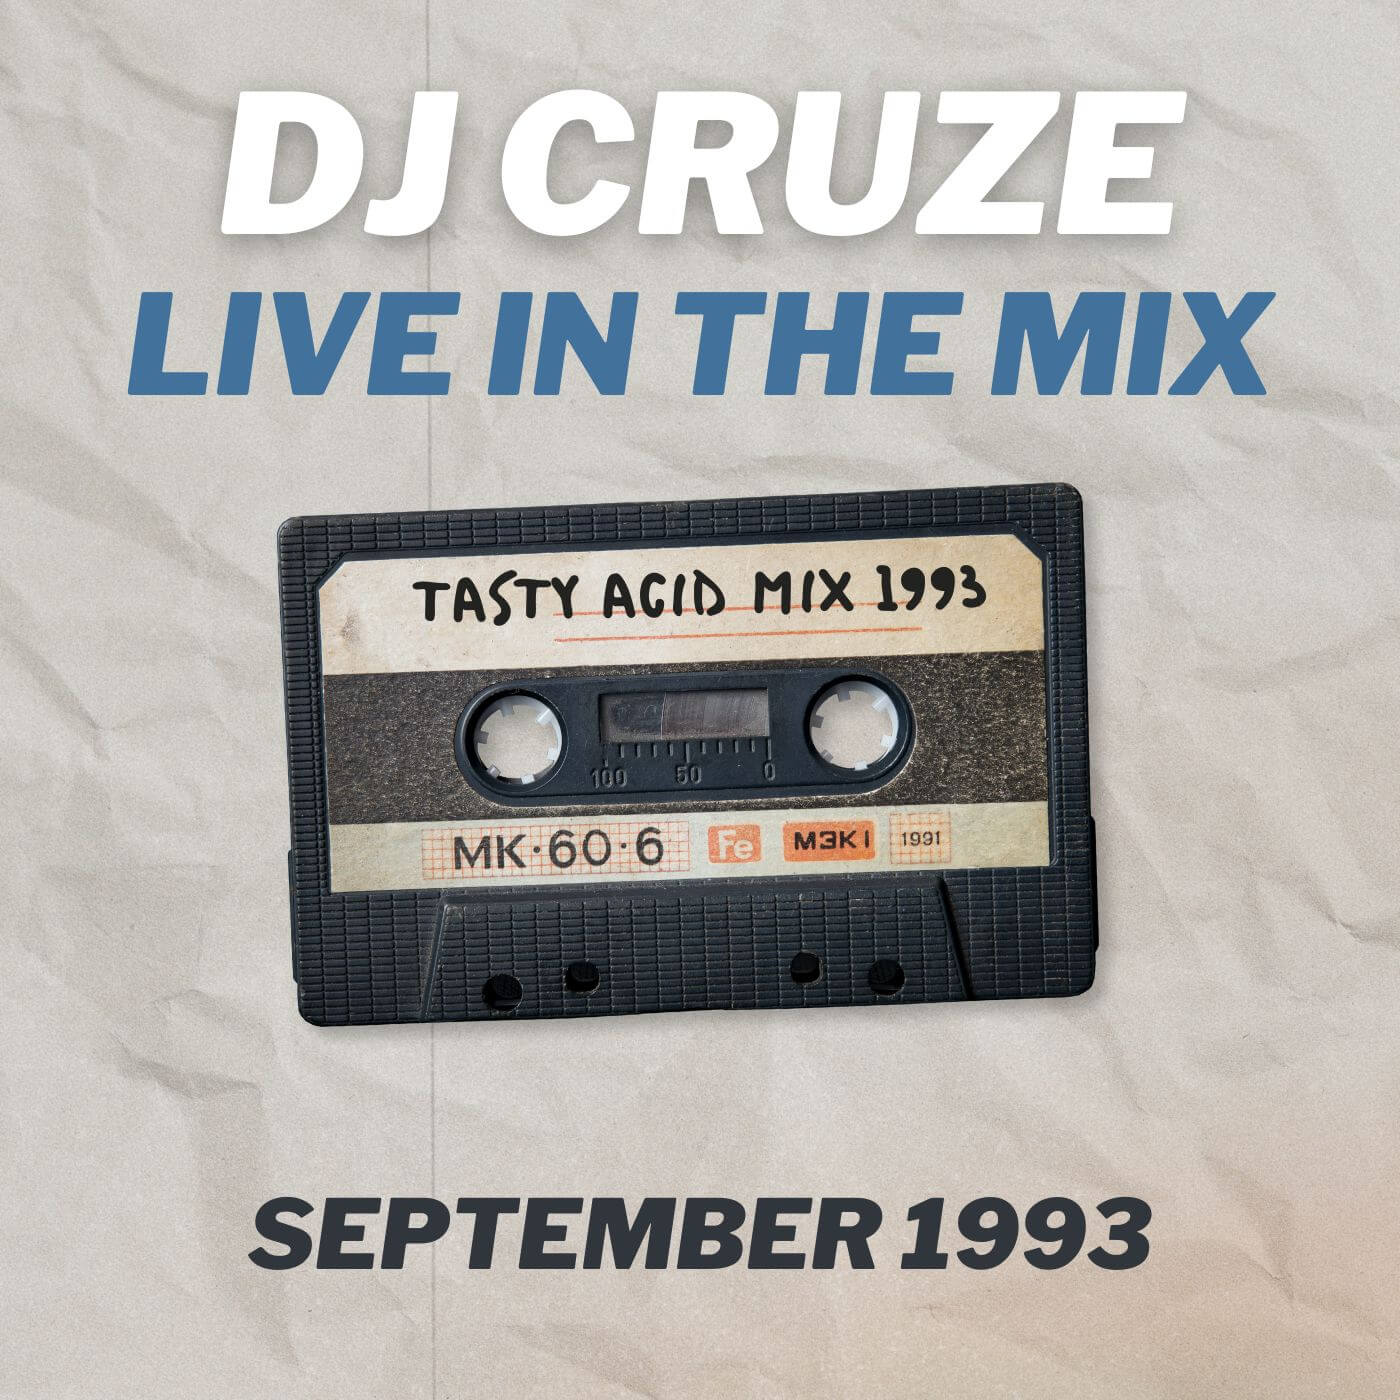 DJ CRUZE
LIVE IN THE MIX
TASTY ACID MIX 1993
100 50 0
МК·60·6 Fe МЭКІ 1991
SEPTEMBER 1993